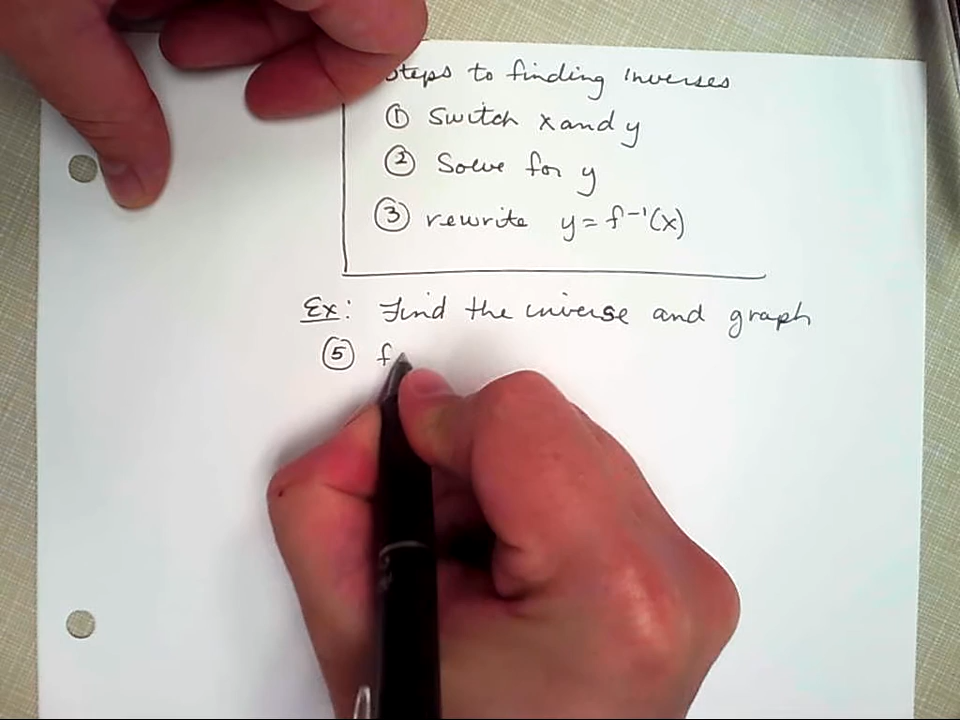 Steps to finding inverses
① Switch x and y
② Solve for y
③ rewrite y = f⁻¹(x)
Ex: Find the inverse and graph
⑤ f